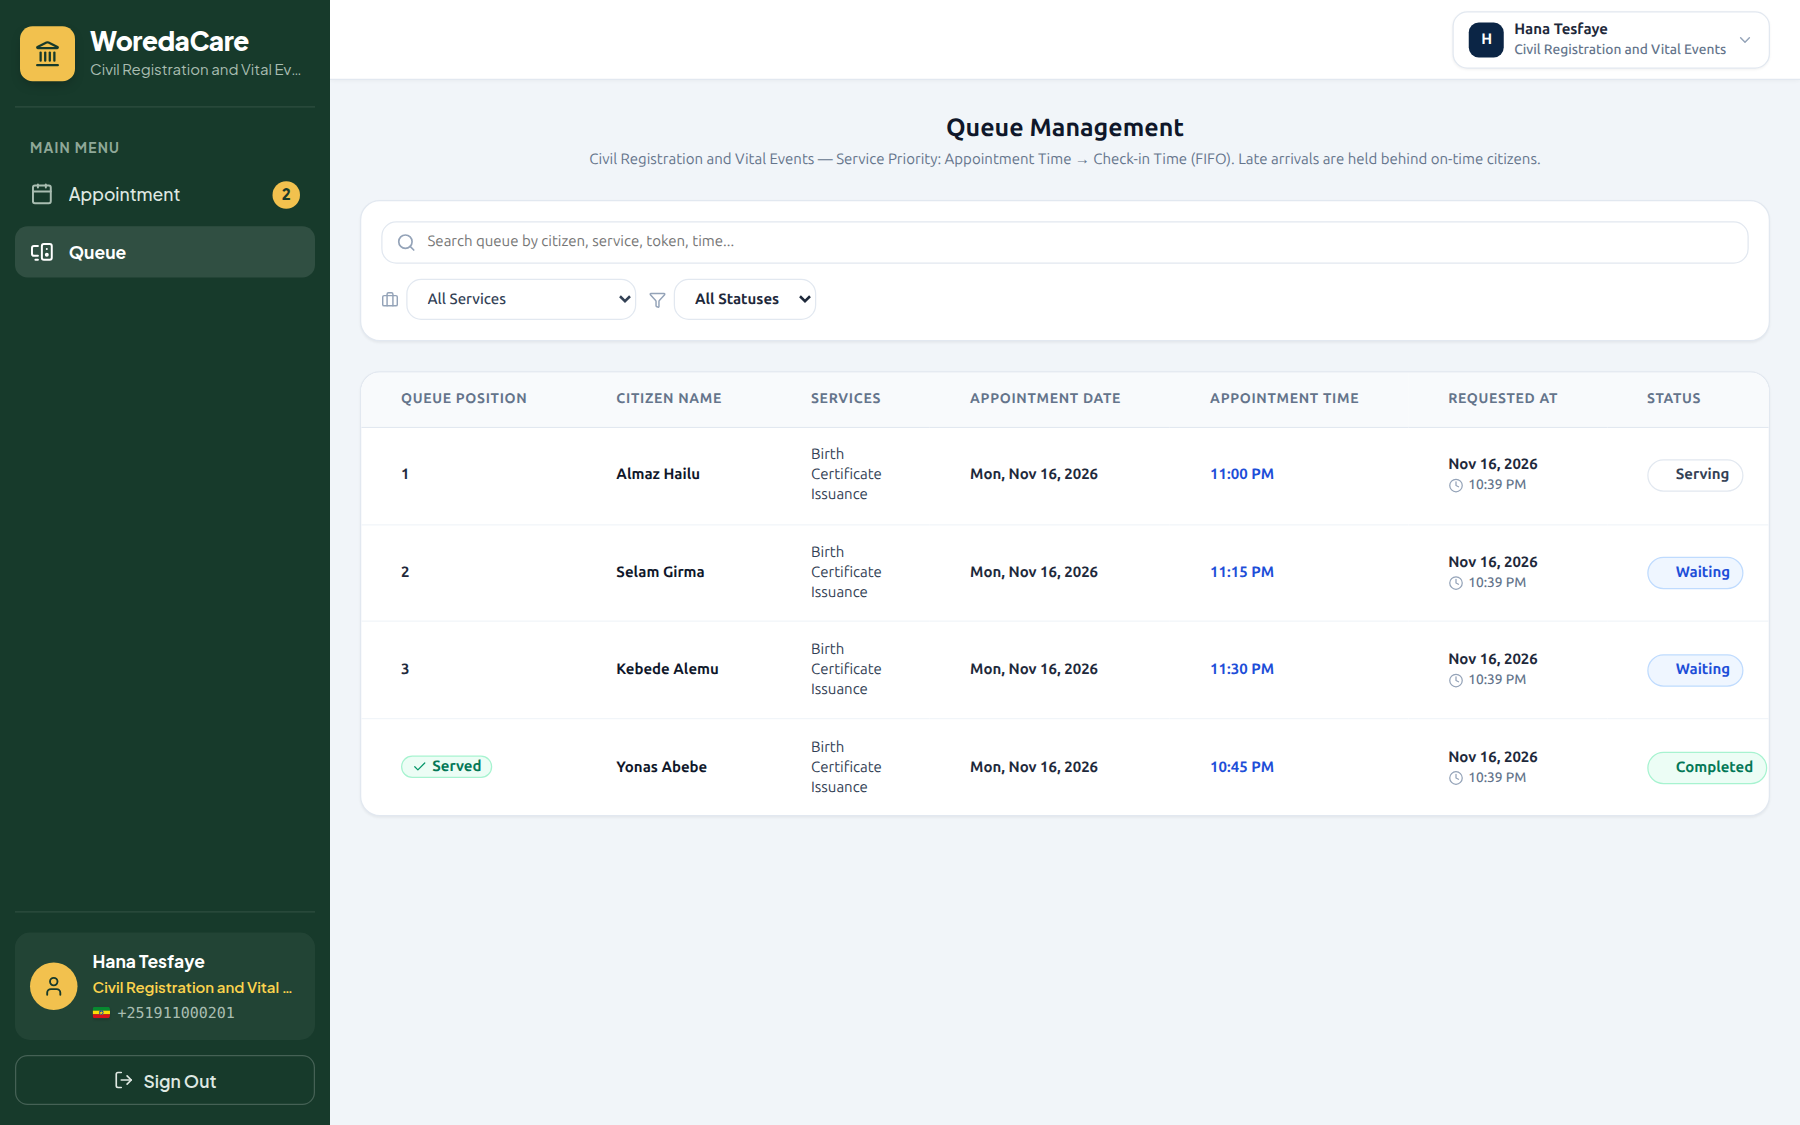 WoredaCare
Civil Registration and Vital Ev...
MAIN MENU
Appointment
2
Queue
Hana Tesfaye
Civil Registration and Vital ...
+251911000201
Sign Out
H
Hana Tesfaye
Civil Registration and Vital Events
Queue Management
Civil Registration and Vital Events — Service Priority: Appointment Time → Check-in Time (FIFO). Late arrivals are held behind on-time citizens.
Search queue by citizen, service, token, time...
All Services
All Statuses
QUEUE POSITION CITIZEN NAME SERVICES APPOINTMENT DATE APPOINTMENT TIME REQUESTED AT STATUS
1 Almaz Hailu Birth Certificate Issuance Mon, Nov 16, 2026 11:00 PM Nov 16, 2026 10:39 PM Serving
2 Selam Girma Birth Certificate Issuance Mon, Nov 16, 2026 11:15 PM Nov 16, 2026 10:39 PM Waiting
3 Kebede Alemu Birth Certificate Issuance Mon, Nov 16, 2026 11:30 PM Nov 16, 2026 10:39 PM Waiting
Served Yonas Abebe Birth Certificate Issuance Mon, Nov 16, 2026 10:45 PM Nov 16, 2026 10:39 PM Completed